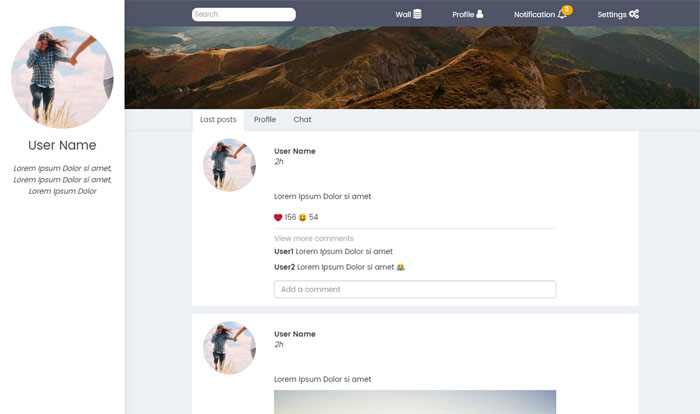 Search..
Wall
Profile
Notification 2
Settings
User Name
Lorem Ipsum Dolor si amet,
Lorem Ipsum Dolor si amet,
Lorem Ipsum Dolor
Last posts
Profile
Chat
User Name
2h
Lorem Ipsum Dolor si amet
❤️ 156 😃 54
View more comments
User1 Lorem Ipsum Dolor si amet
User2 Lorem Ipsum Dolor si amet 😂
Add a comment
User Name
2h
Lorem Ipsum Dolor si amet